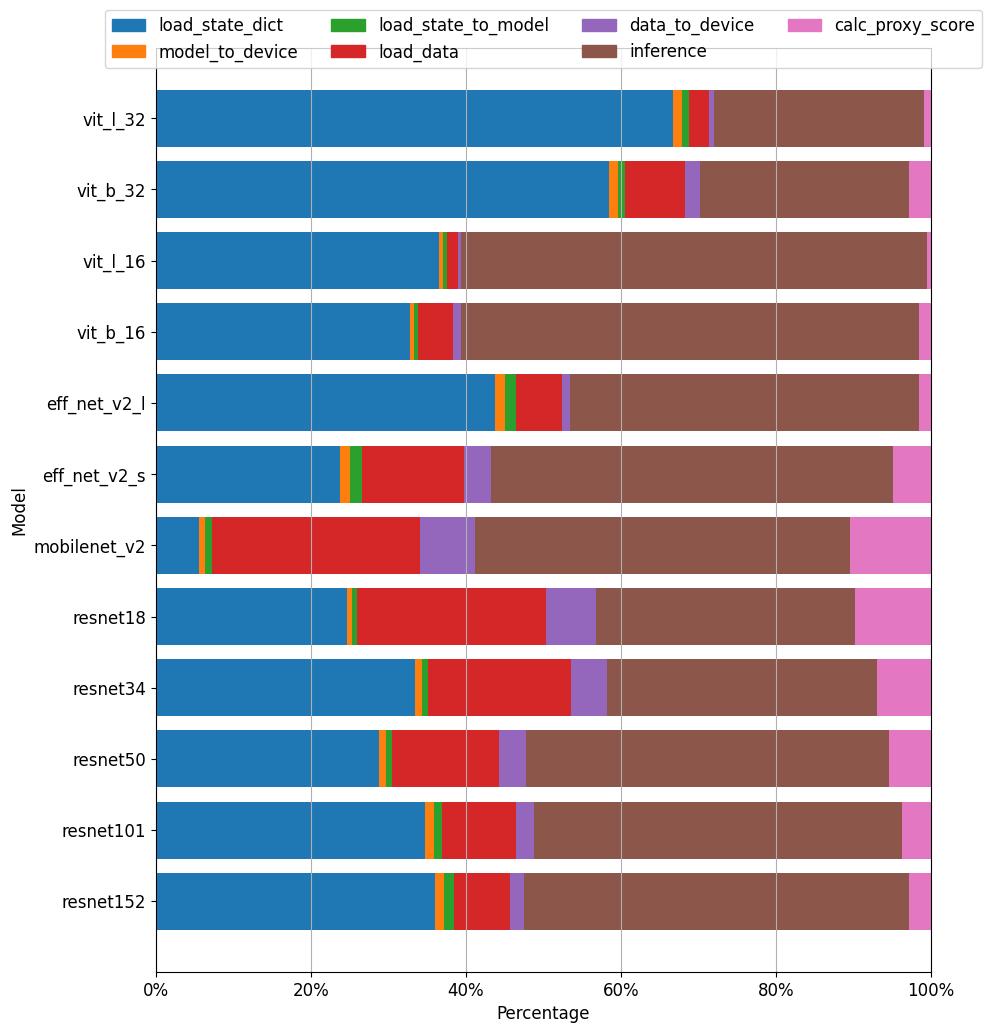 load_state_dict load_state_to_model data_to_device calc_proxy_score
model_to_device load_data inference
vit_l_32
vit_b_32
vit_l_16
vit_b_16
eff_net_v2_l
eff_net_v2_s
mobilenet_v2
resnet18
resnet34
resnet50
resnet101
resnet152
Model
0% 20% 40% 60% 80% 100%
Percentage